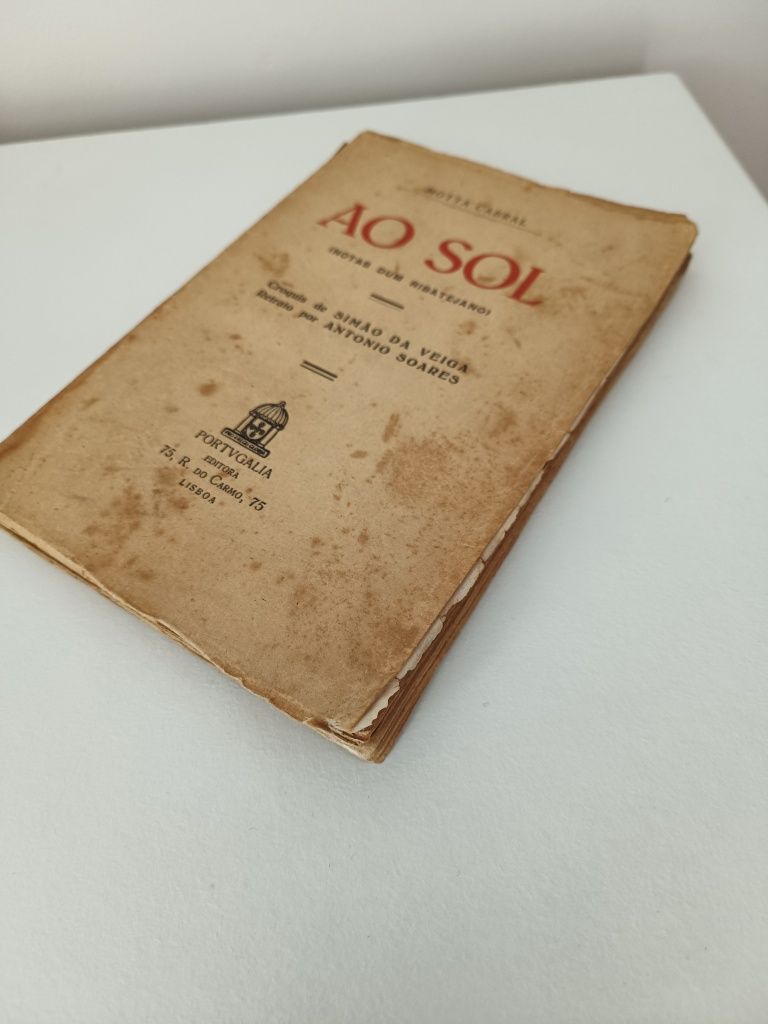 MOTTA CABRAL
AO SOL
(NOTAS DUM RIBATEJANO)
Croquis de SIMÃO DA VEIGA
Retrato por ANTONIO SOARES
PORTVGALIA
EDITORA
75, R. DO CARMO, 75
LISBOA